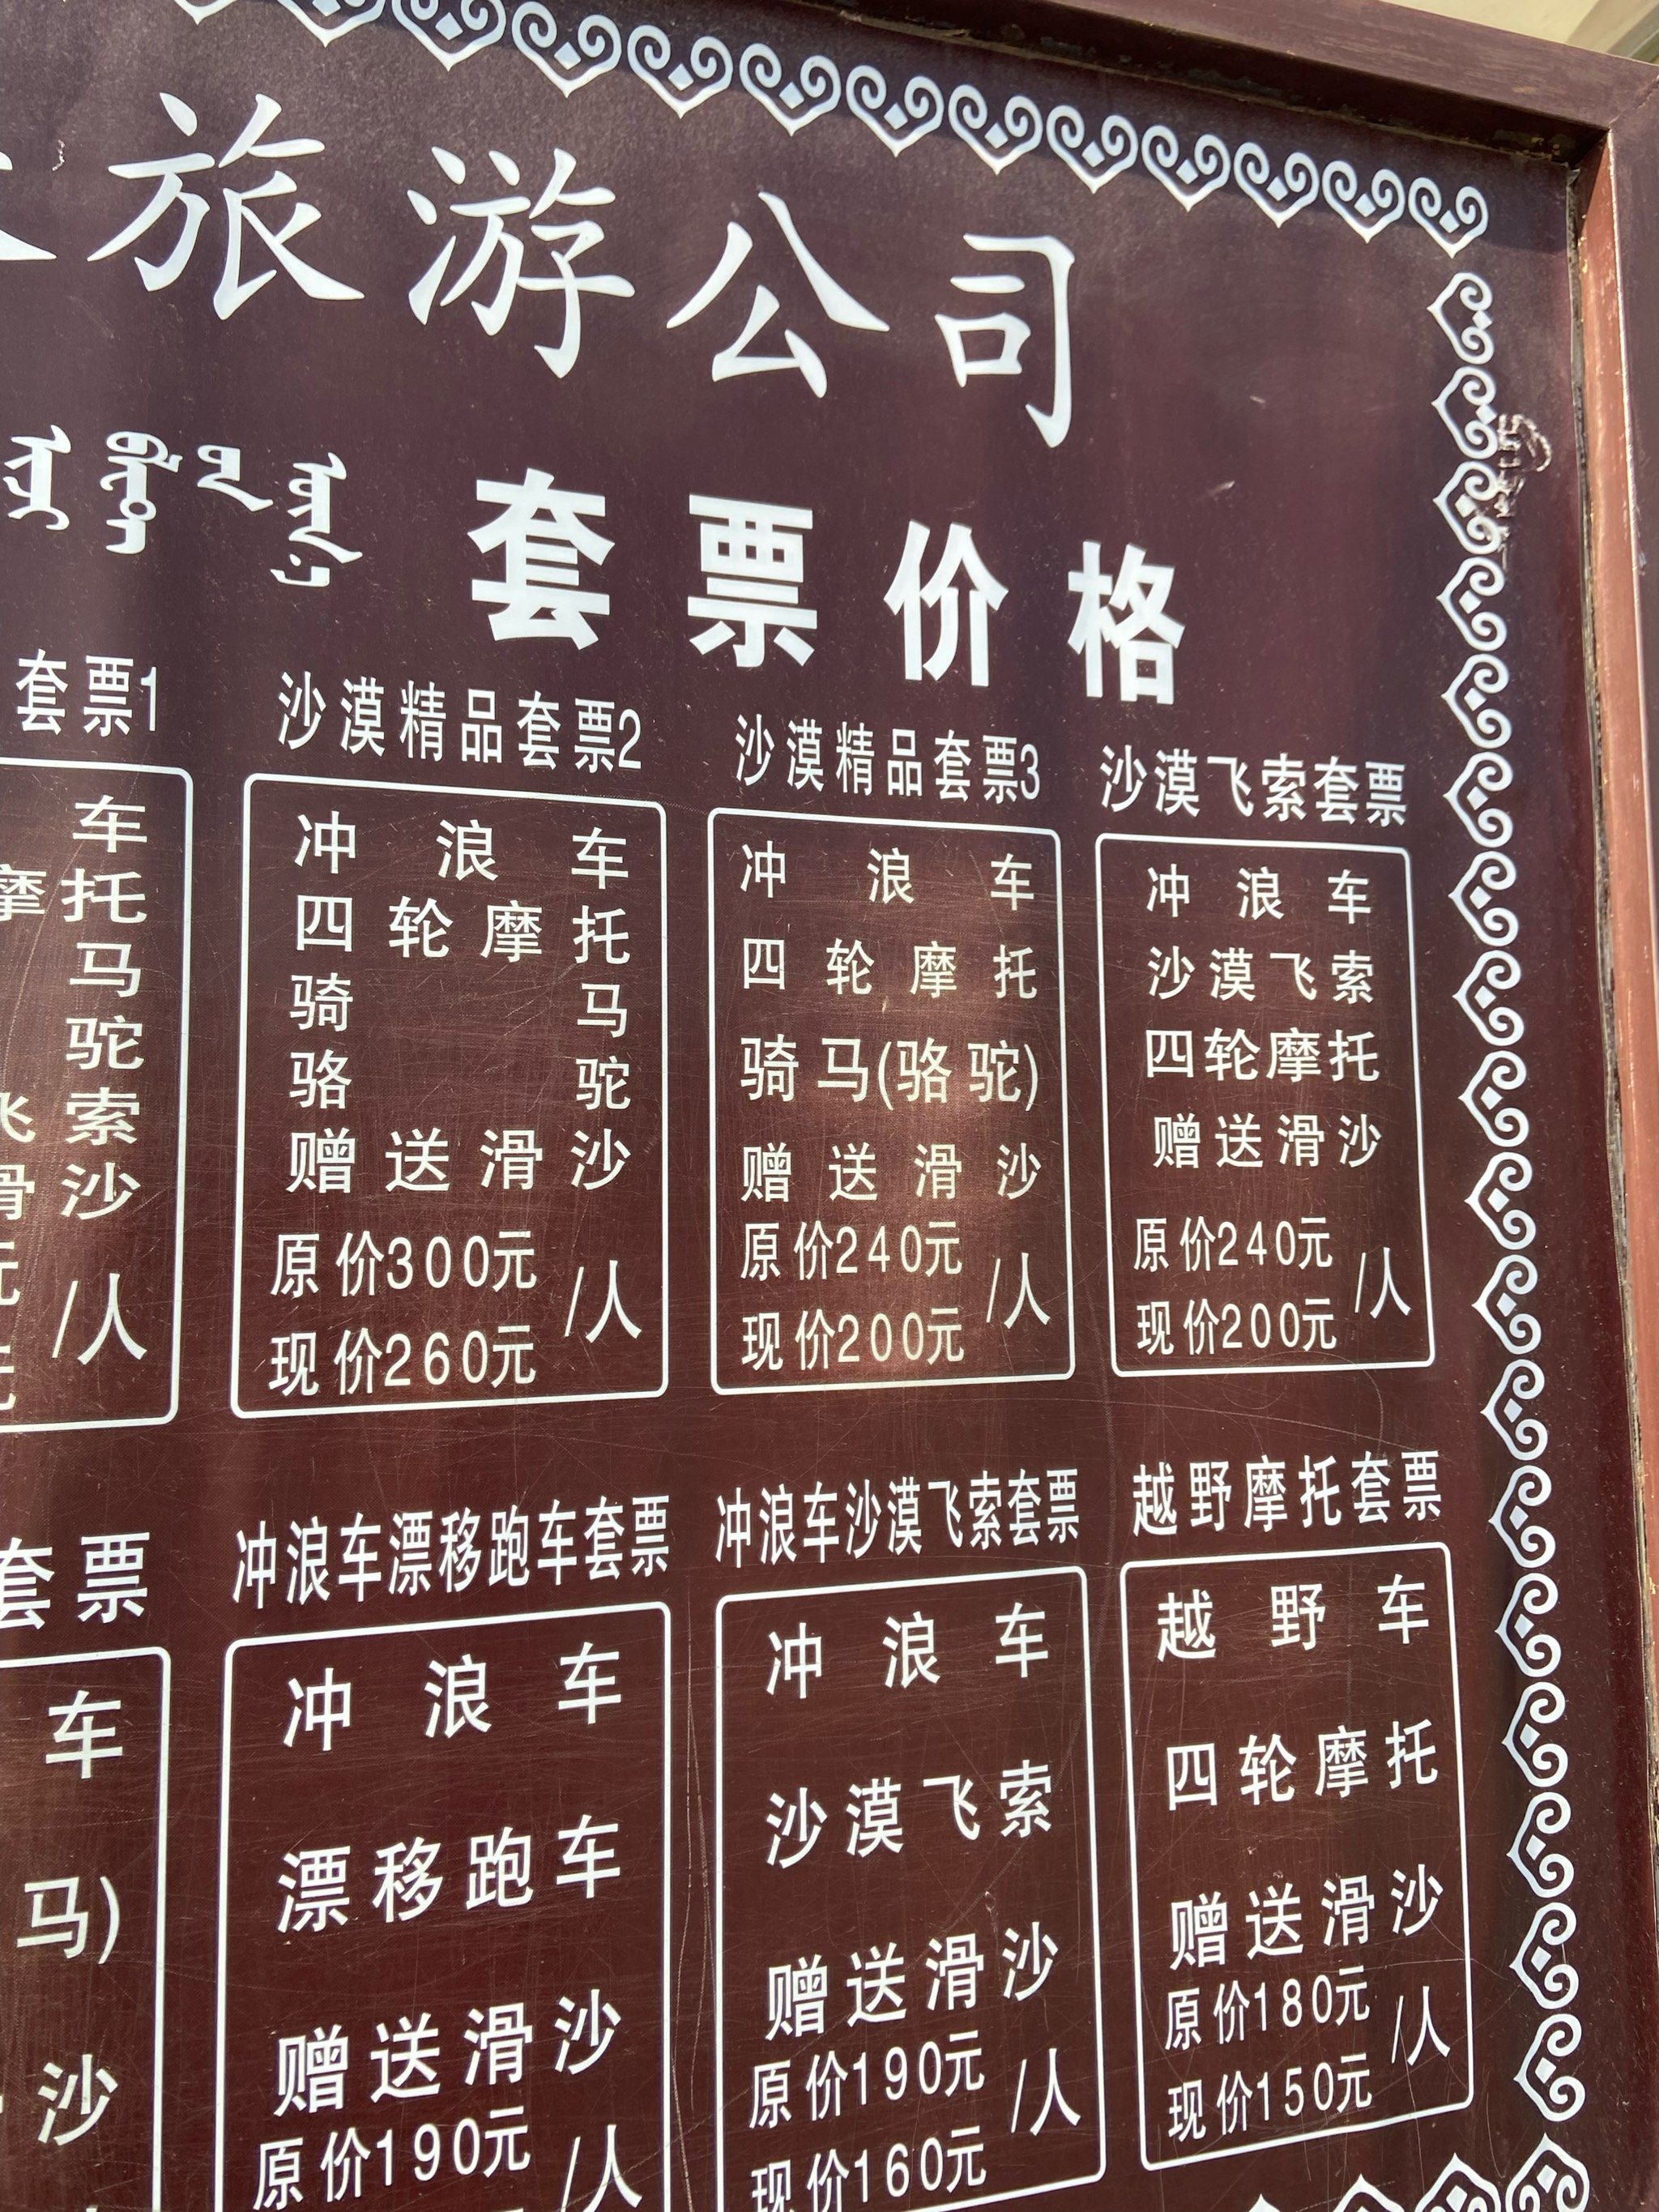 旅游公司
套票价格
套票1
车
摩托
马
驼
飞索
滑沙
元
/人
沙漠精品套票2
冲浪车
四轮摩托
骑马
骆驼
赠送滑沙
原价300元
/人
现价260元
沙漠精品套票3
冲浪车
四轮摩托
骑马(骆驼)
赠送滑沙
原价240元
/人
现价200元
沙漠飞索套票
冲浪车
沙漠飞索
四轮摩托
赠送滑沙
原价240元
/人
现价200元
套票
车
马)
沙
冲浪车漂移跑车套票
冲浪车
漂移跑车
赠送滑沙
原价190元
/人
冲浪车沙漠飞索套票
冲浪车
沙漠飞索
赠送滑沙
原价190元
/人
现价160元
越野摩托套票
越野车
四轮摩托
赠送滑沙
原价180元
/人
现价150元